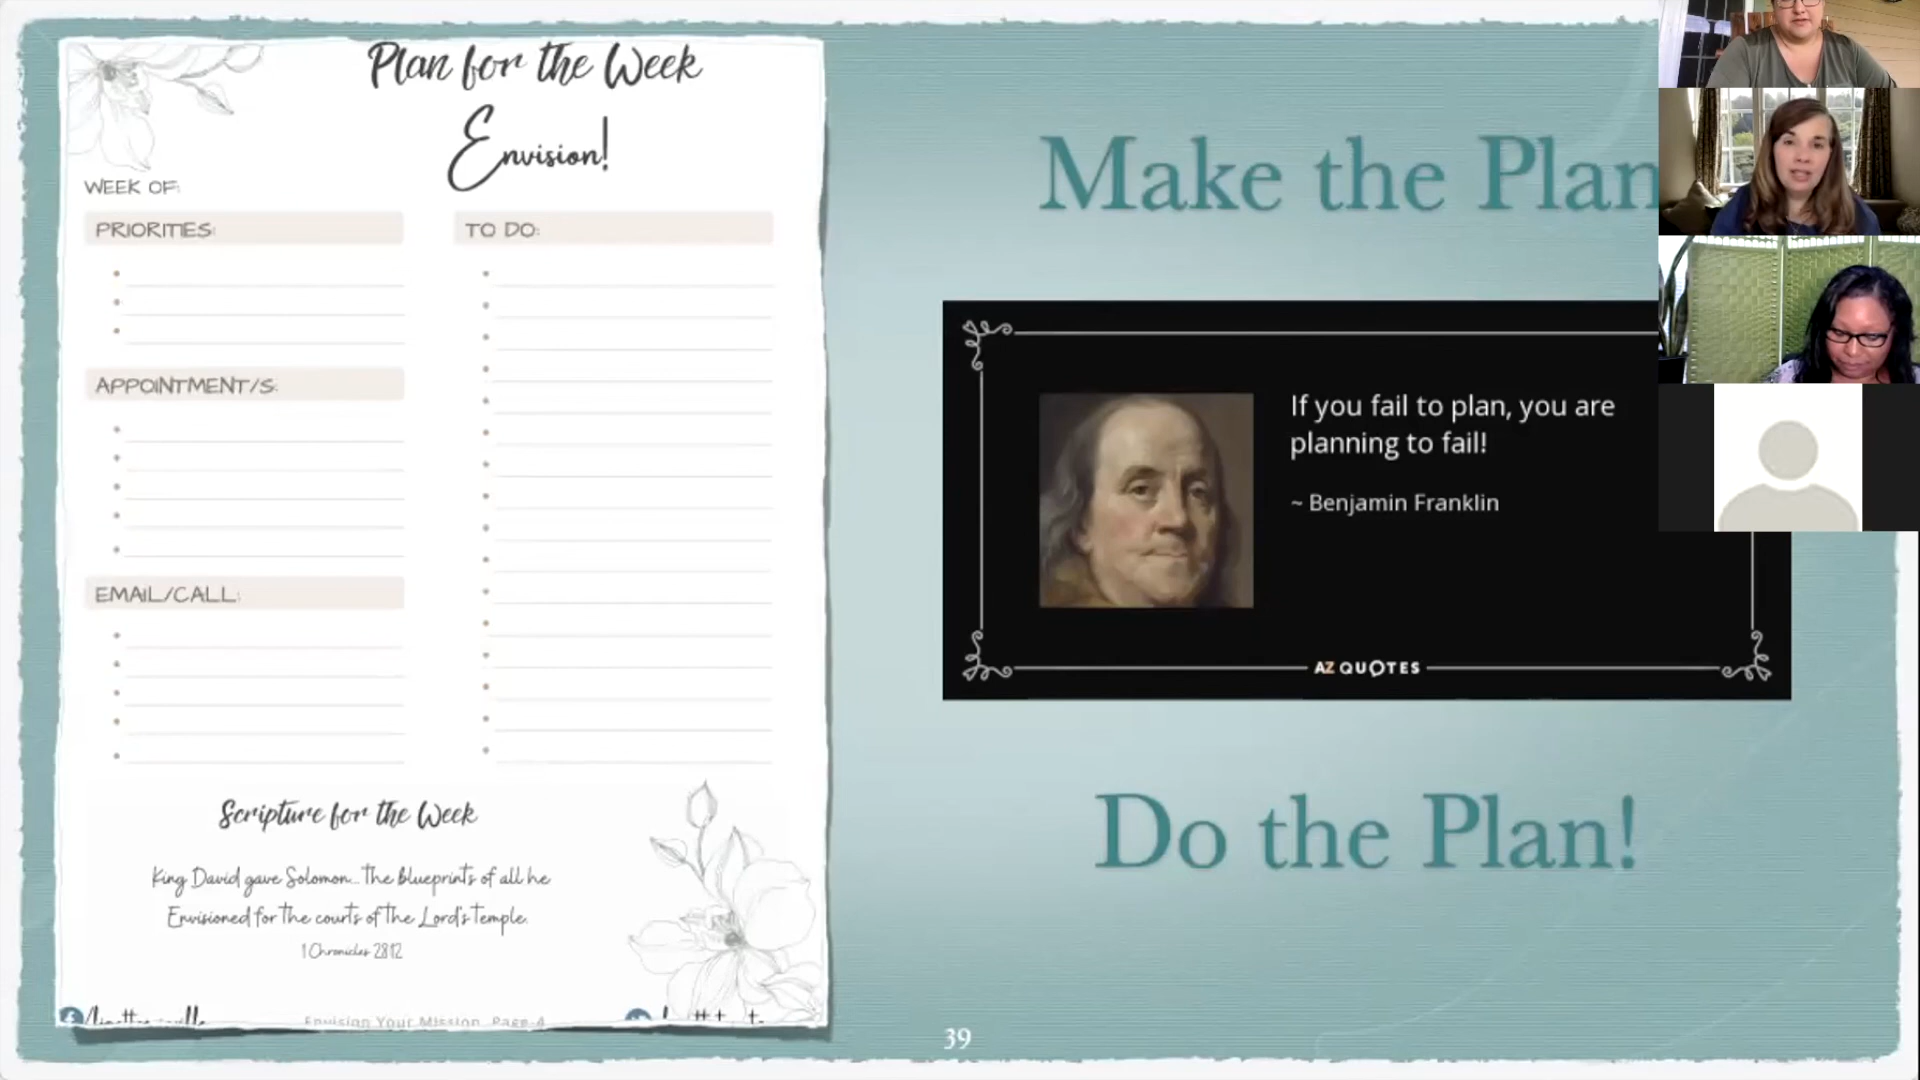 Plan for the Week
Envision!
WEEK OF:
PRIORITIES:
APPOINTMENT/S:
EMAIL/CALL:
TO DO:
Scripture for the Week
King David gave Solomon... the blueprints of all he
Envisioned for the courts of the Lord's temple.
1 Chronicles 28:12
Envision Your Mission Page 4
Make the Plan
If you fail to plan, you are
planning to fail!
~ Benjamin Franklin
AZ QUOTES
Do the Plan!
39